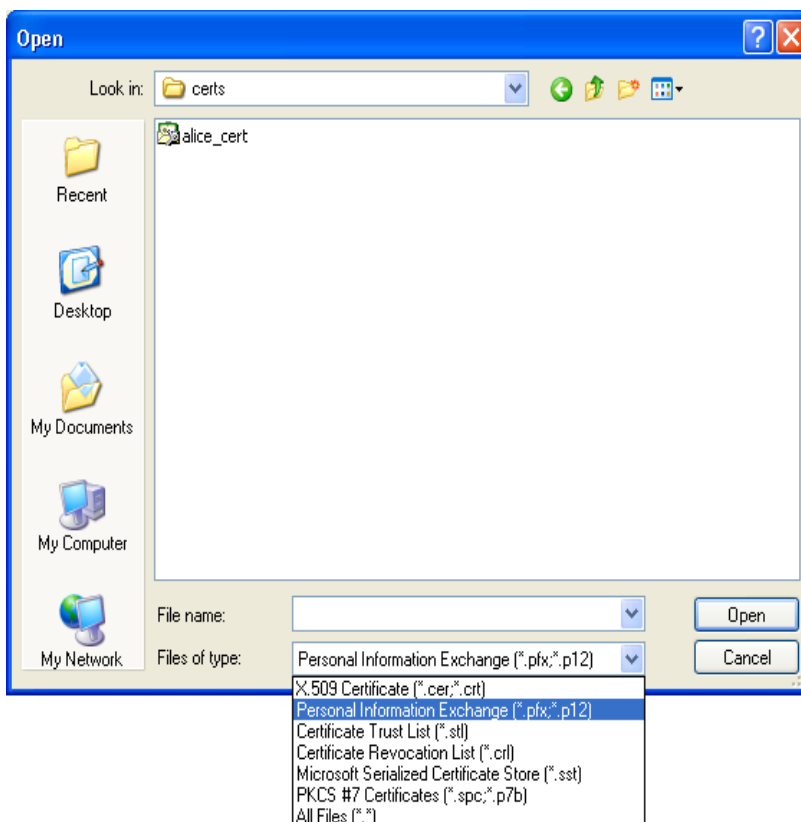 Open
Look in:
certs
alice_cert
Recent
Desktop
My Documents
My Computer
My Network
File name:
Open
Files of type:
Personal Information Exchange (*.pfx;*.p12)
Cancel
X.509 Certificate (*.cer;*.crt)
Personal Information Exchange (*.pfx;*.p12)
Certificate Trust List (*.stl)
Certificate Revocation List (*.crl)
Microsoft Serialized Certificate Store (*.sst)
PKCS #7 Certificates (*.spc;*.p7b)
All Files (*.*)